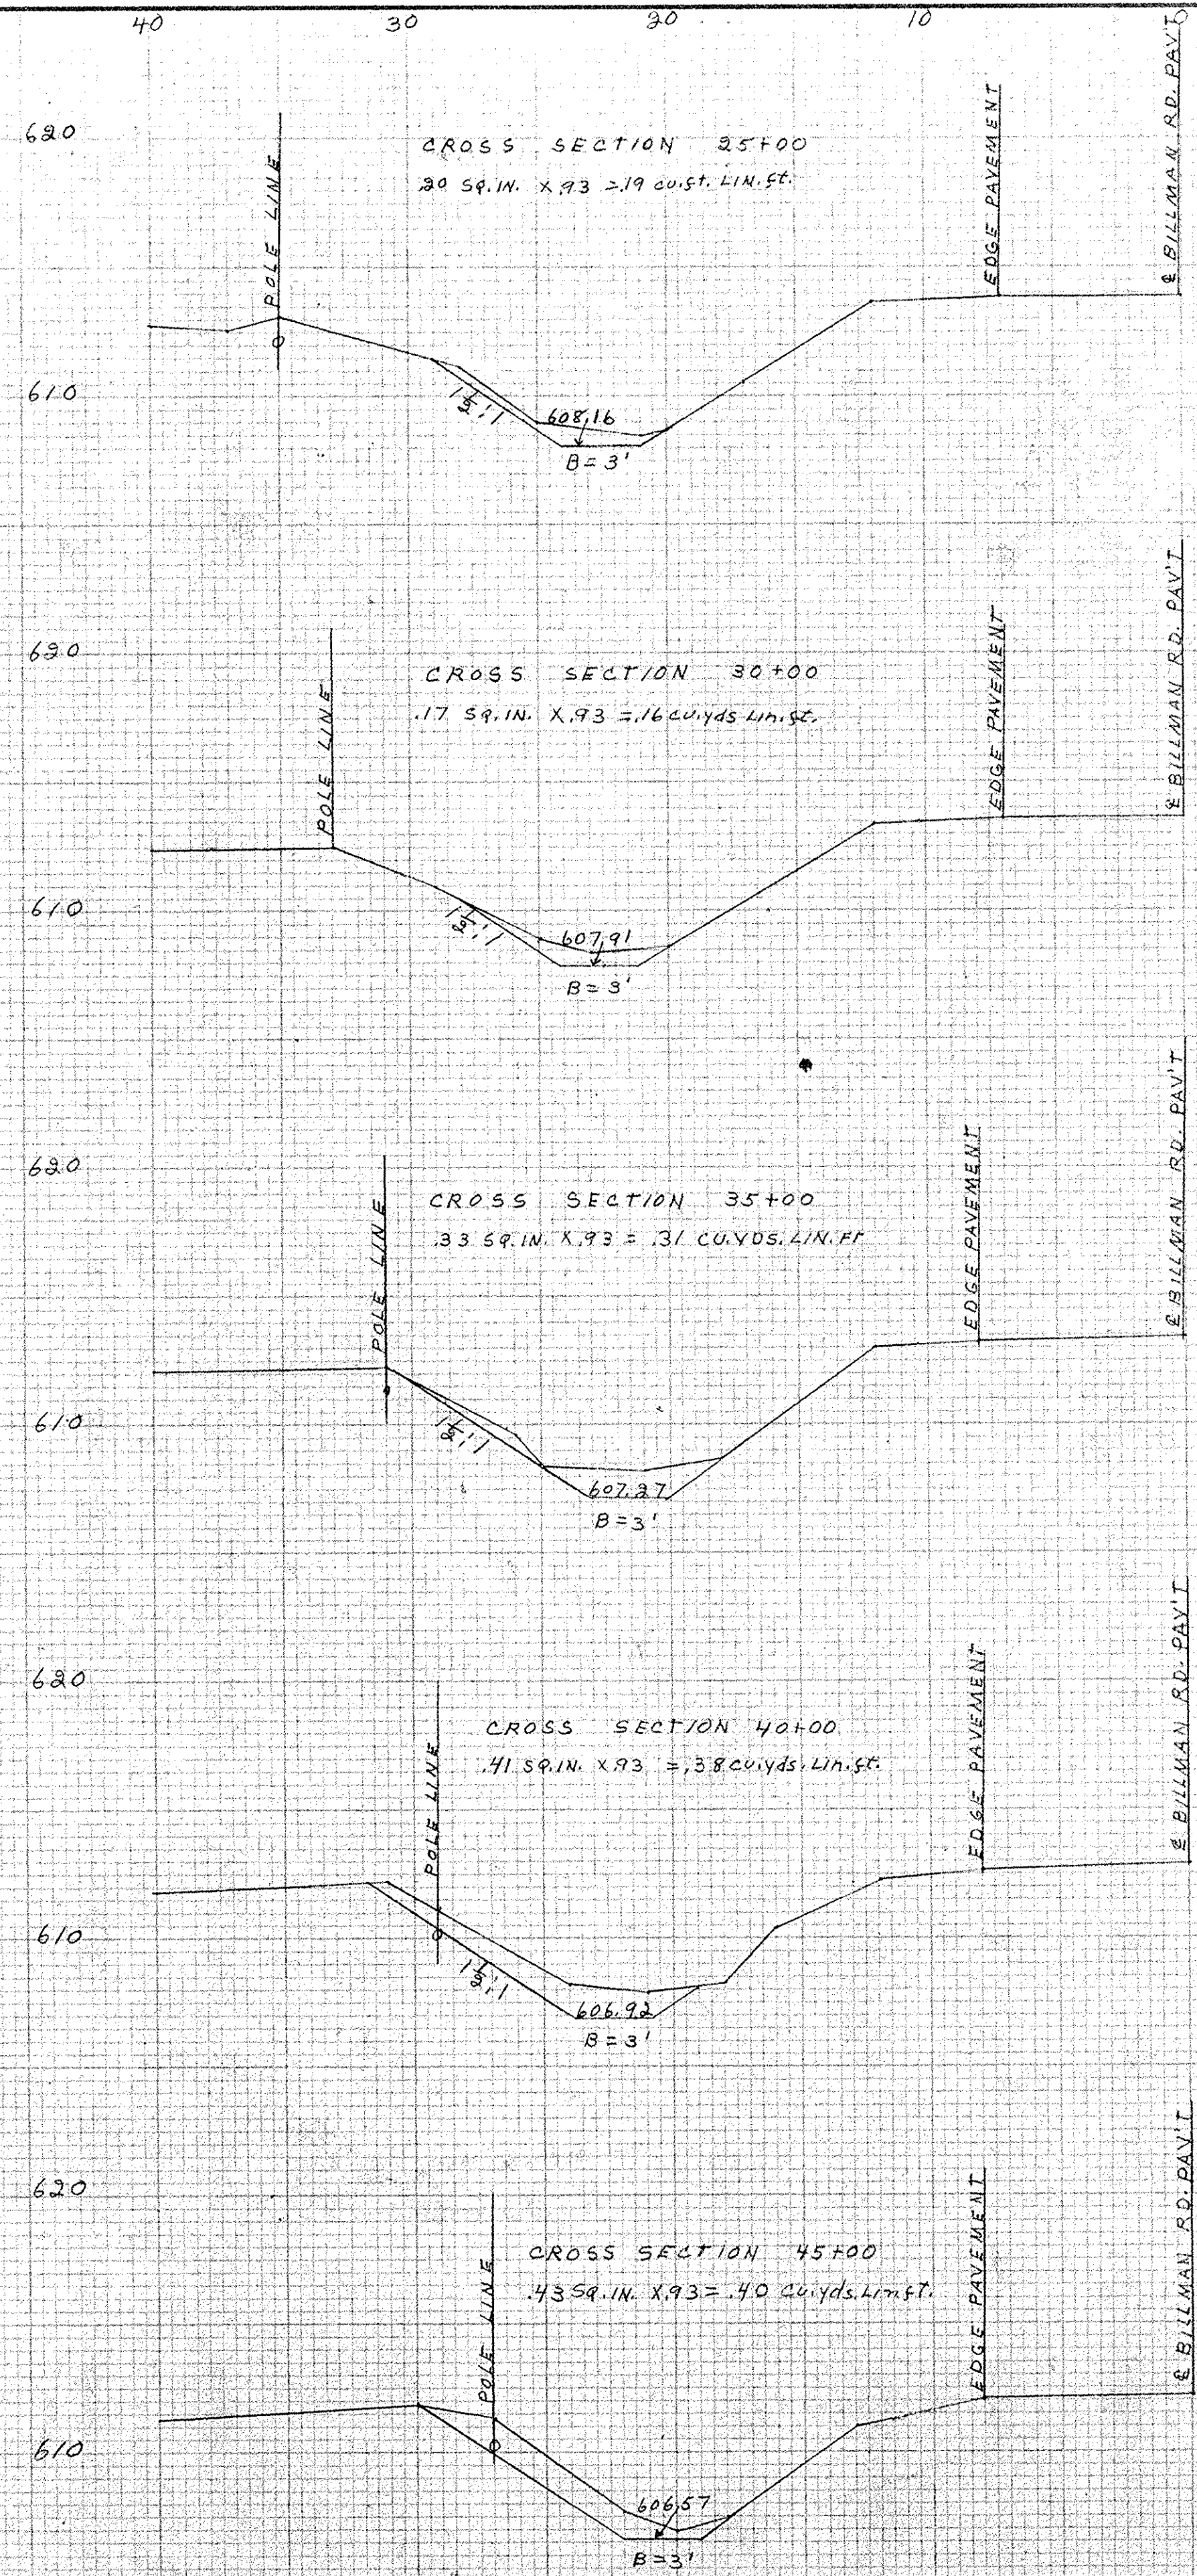 40 30 20 10 0
620
POLE LINE
CROSS SECTION 25+00
.20 SQ.IN. X .93 = .19 cu.ft. LIN.ft.
EDGE PAVEMENT
℄ BILLMAN RD. PAV'T
610
1½:1
608.16
B = 3'
620
POLE LINE
CROSS SECTION 30+00
.17 SQ.IN. X .93 = .16 cu.yds Lin.ft.
EDGE PAVEMENT
℄ BILLMAN RD. PAV'T
610
1½:1
607.91
B = 3'
620
POLE LINE
CROSS SECTION 35+00
.33 SQ.IN. X .93 = .31 CU.YDS. LIN. FT
EDGE PAVEMENT
℄ BILLMAN RD. PAV'T
610
1½:1
607.27
B = 3'
620
POLE LINE
CROSS SECTION 40+00
.41 SQ.IN. X .93 = .38 cu.yds. Lin.ft.
EDGE PAVEMENT
℄ BILLMAN RD. PAV'T
610
1½:1
606.92
B = 3'
620
POLE LINE
CROSS SECTION 45+00
.43 SQ.IN. X .93 = .40 Cu.yds. Lin.ft.
EDGE PAVEMENT
℄ BILLMAN RD. PAV'T
610
606.57
B = 3'